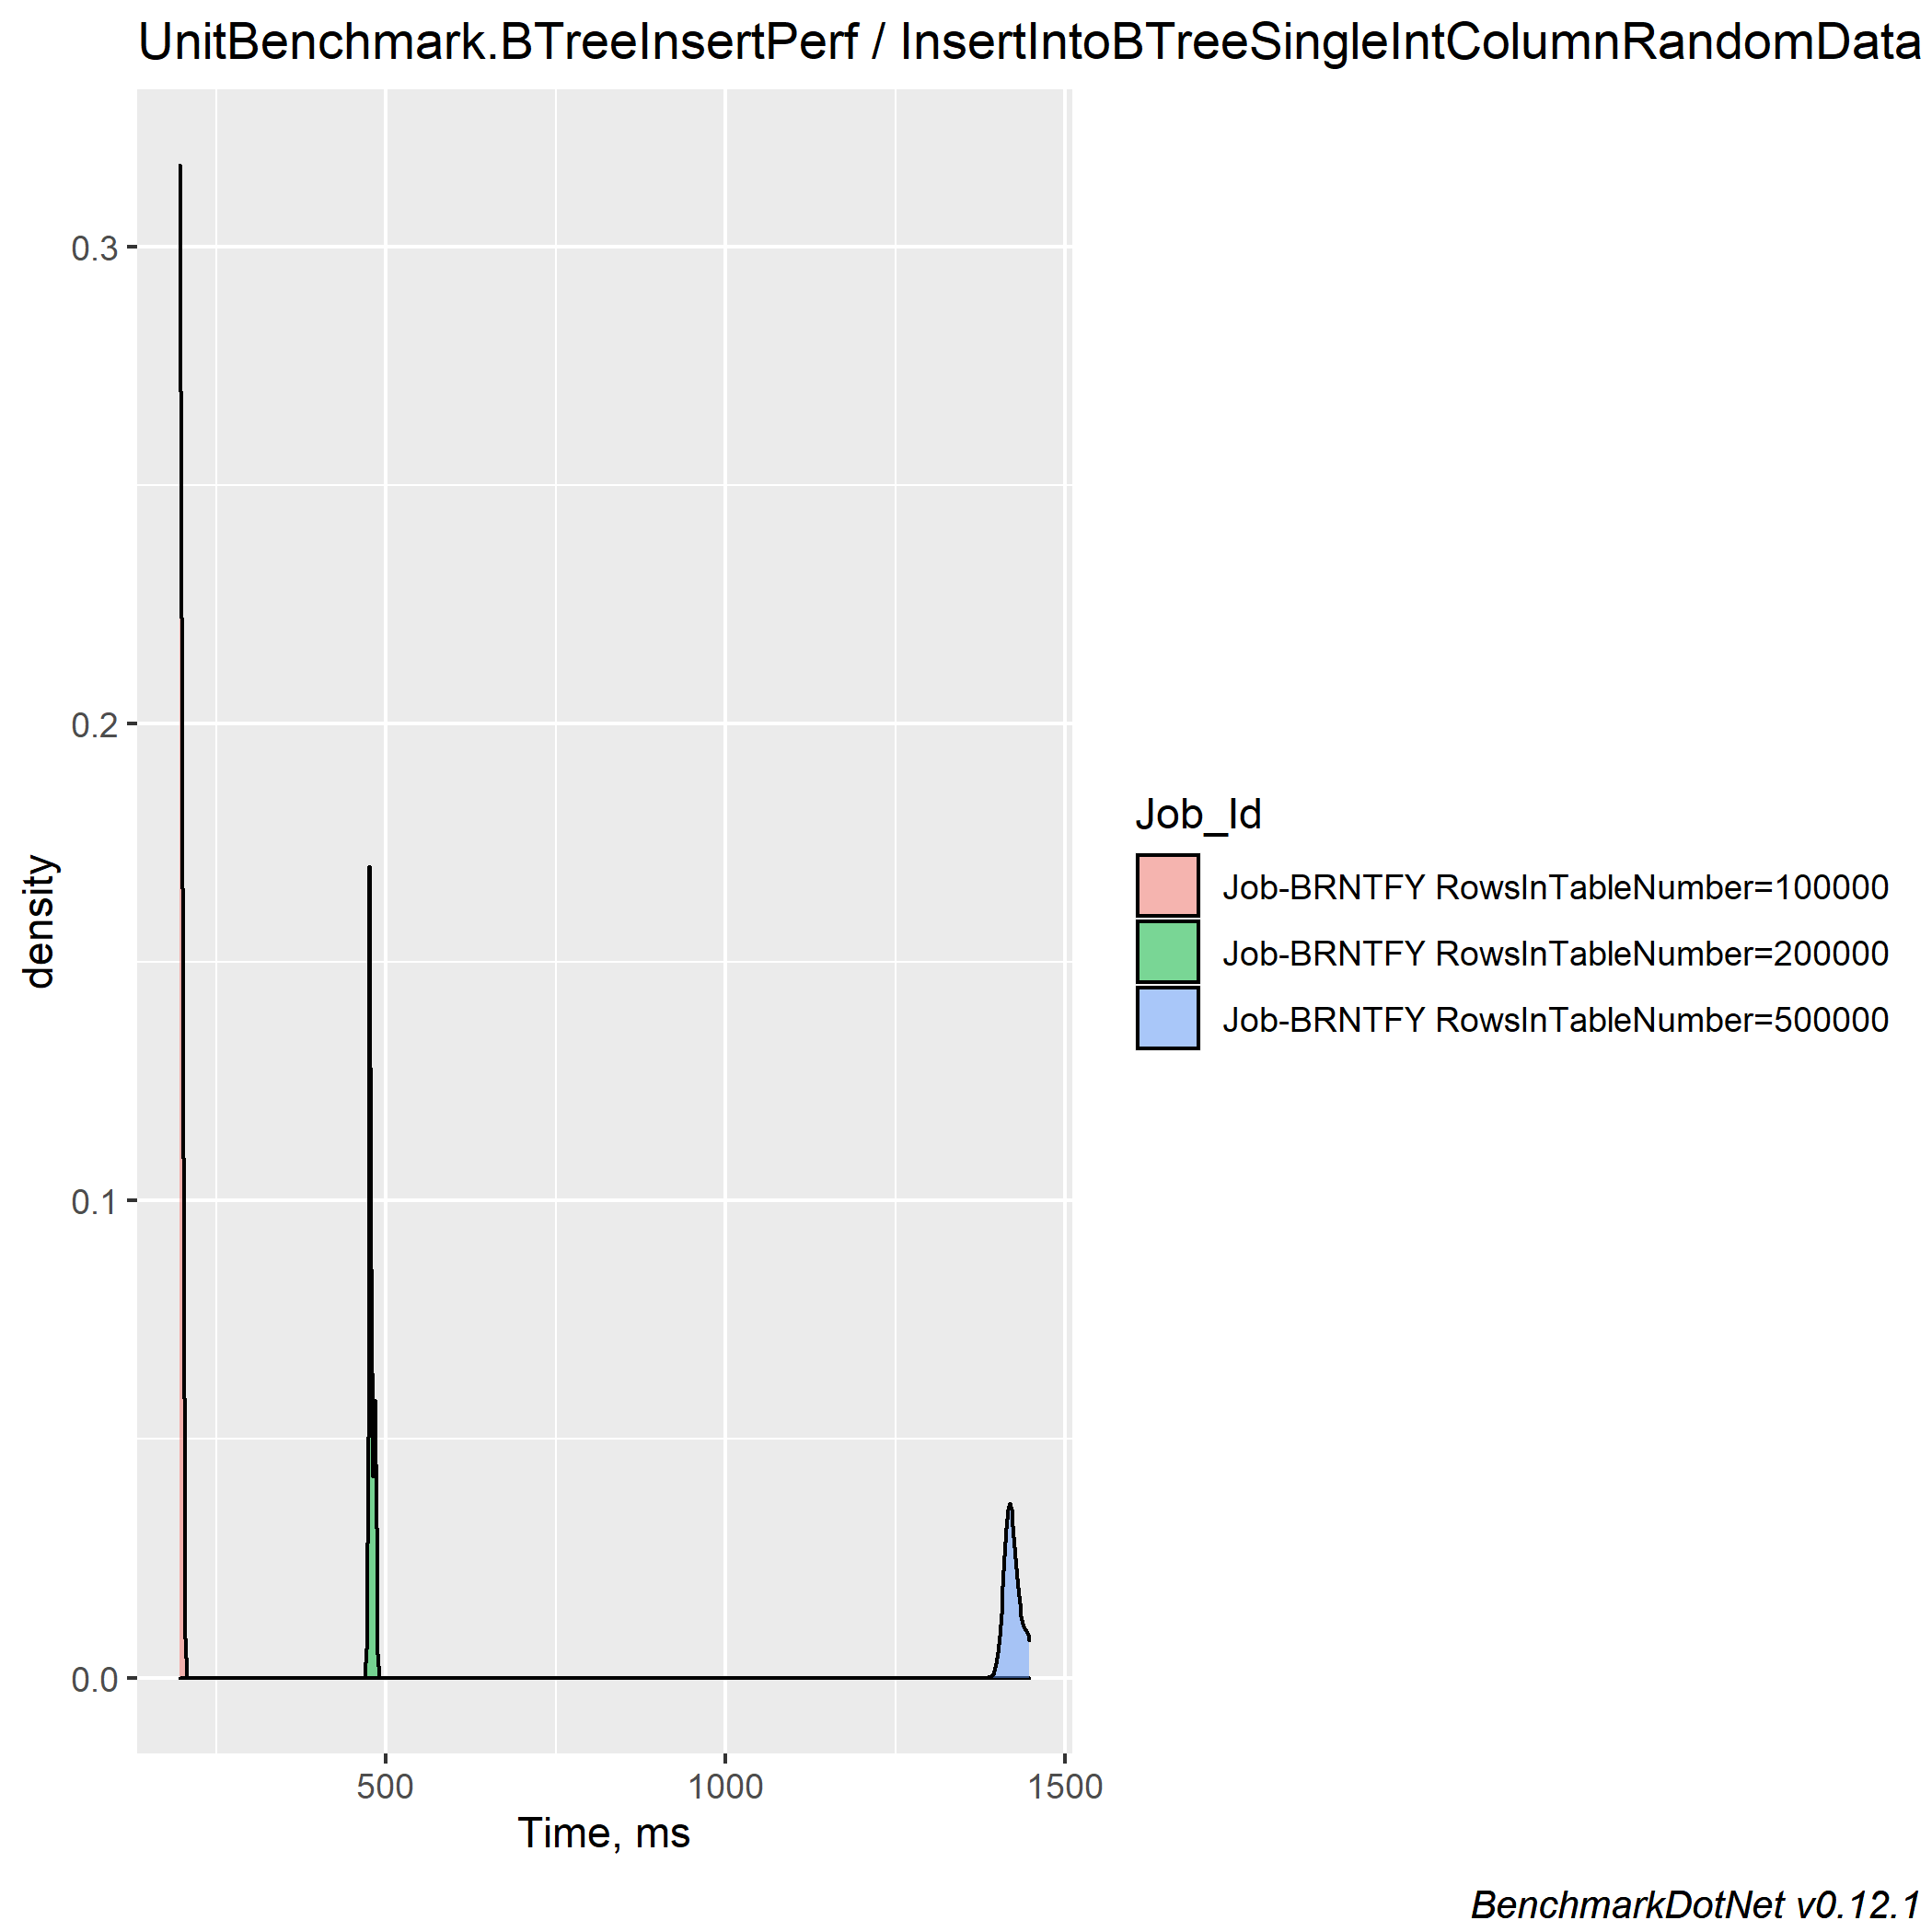 UnitBenchmark.BTreeInsertPerf / InsertIntoBTreeSingleIntColumnRandomData
0.3
0.2
0.1
0.0
density
500 1000 1500
Time, ms
Job_Id
Job-BRNTFY RowsInTableNumber=100000
Job-BRNTFY RowsInTableNumber=200000
Job-BRNTFY RowsInTableNumber=500000
BenchmarkDotNet v0.12.1